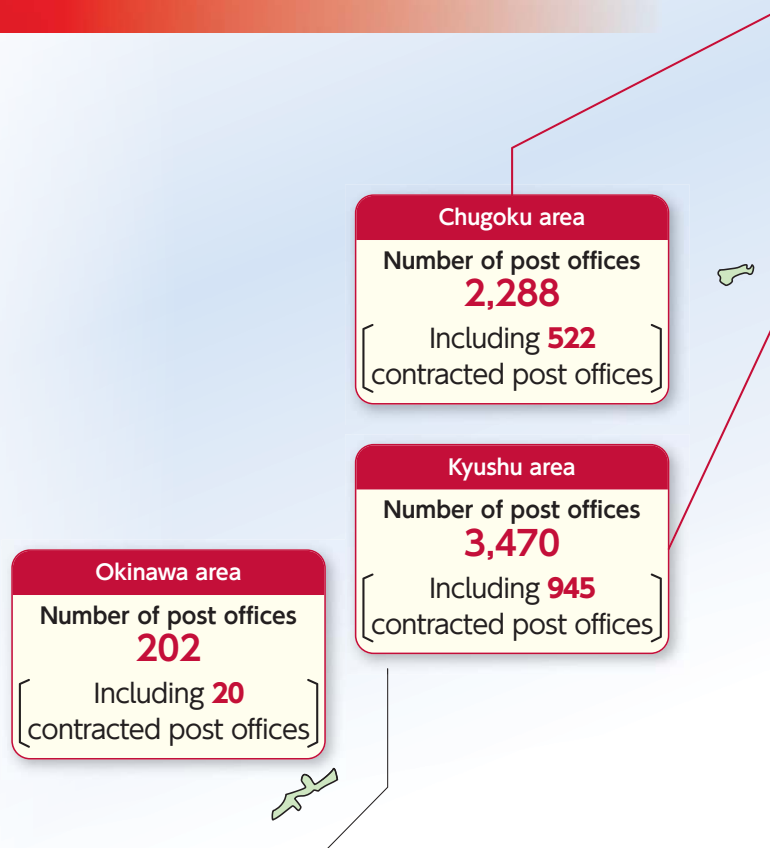 Chugoku area
Number of post offices
2,288
Including 522
contracted post offices
Kyushu area
Number of post offices
3,470
Including 945
contracted post offices
Okinawa area
Number of post offices
202
Including 20
contracted post offices